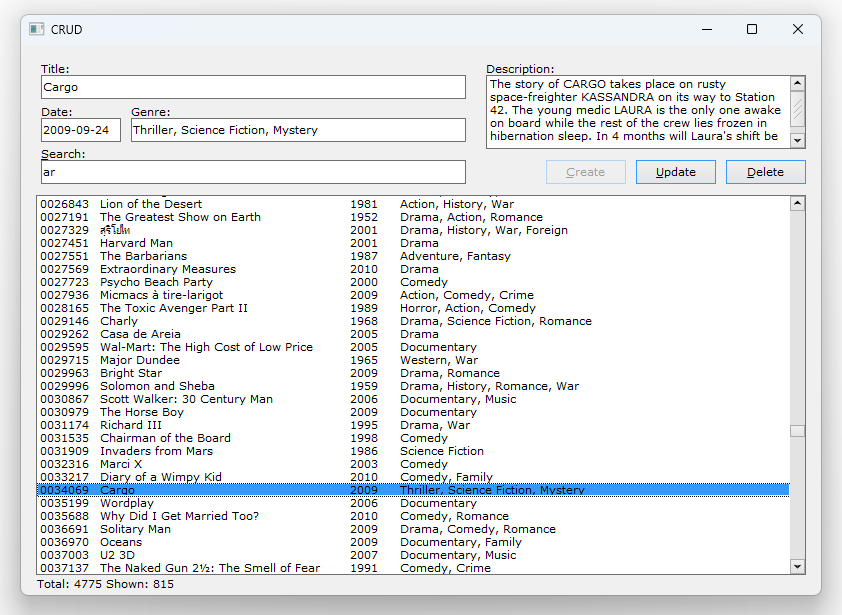 CRUD
Title:
Cargo
Description:
The story of CARGO takes place on rusty
space-freighter KASSANDRA on its way to Station
42. The young medic LAURA is the only one awake
on board while the rest of the crew lies frozen in
hibernation sleep. In 4 months will Laura's shift be
Date: Genre:
2009-09-24 Thriller, Science Fiction, Mystery
Search:
ar
Create Update Delete
0026843 Lion of the Desert 1981 Action, History, War
0027191 The Greatest Show on Earth 1952 Drama, Action, Romance
0027329 สุริโยไท 2001 Drama, History, War, Foreign
0027451 Harvard Man 2001 Drama
0027551 The Barbarians 1987 Adventure, Fantasy
0027569 Extraordinary Measures 2010 Drama
0027723 Psycho Beach Party 2000 Comedy
0027936 Micmacs à tire-larigot 2009 Action, Comedy, Crime
0028165 The Toxic Avenger Part II 1989 Horror, Action, Comedy
0029146 Charly 1968 Drama, Science Fiction, Romance
0029262 Casa de Areia 2005 Drama
0029595 Wal-Mart: The High Cost of Low Price 2005 Documentary
0029715 Major Dundee 1965 Western, War
0029963 Bright Star 2009 Drama, Romance
0029996 Solomon and Sheba 1959 Drama, History, Romance, War
0030867 Scott Walker: 30 Century Man 2006 Documentary, Music
0030979 The Horse Boy 2009 Documentary
0031174 Richard III 1995 Drama, War
0031535 Chairman of the Board 1998 Comedy
0031909 Invaders from Mars 1986 Science Fiction
0032316 Marci X 2003 Comedy
0033217 Diary of a Wimpy Kid 2010 Comedy, Family
0034069 Cargo 2009 Thriller, Science Fiction, Mystery
0035199 Wordplay 2006 Documentary
0035688 Why Did I Get Married Too? 2010 Comedy, Romance
0036691 Solitary Man 2009 Drama, Comedy, Romance
0036970 Oceans 2009 Documentary, Family
0037003 U2 3D 2007 Documentary, Music
0037137 The Naked Gun 2½: The Smell of Fear 1991 Comedy, Crime
Total: 4775 Shown: 815